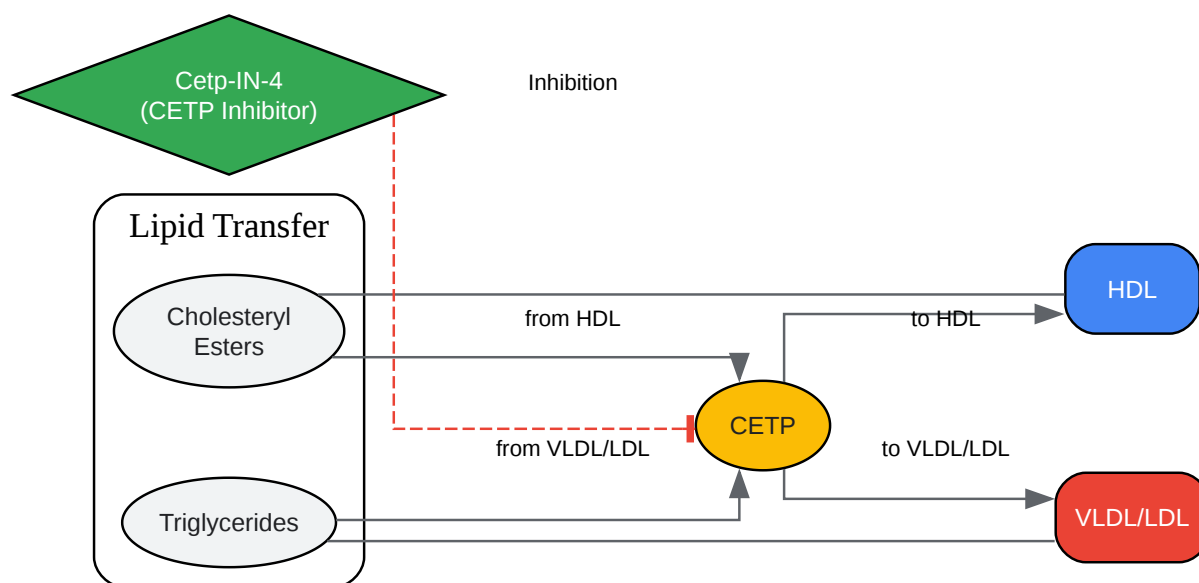 Cetp-IN-4
(CETP Inhibitor)
Inhibition
Lipid Transfer
HDL
Cholesteryl
Esters
from HDL
to HDL
CETP
from VLDL/LDL
to VLDL/LDL
Triglycerides
VLDL/LDL